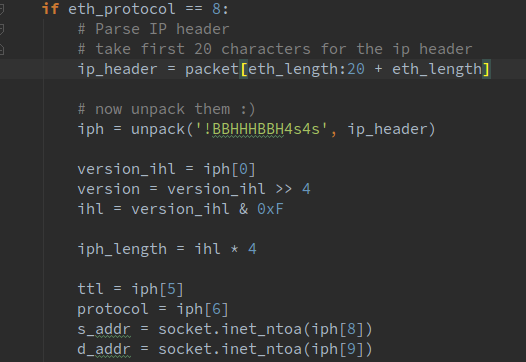 if eth_protocol == 8:
# Parse IP header
# take first 20 characters for the ip header
ip_header = packet[eth_length:20 + eth_length]
# now unpack them :)
iph = unpack('!BBHHHBBH4s4s', ip_header)
version_ihl = iph[0]
version = version_ihl >> 4
ihl = version_ihl & 0xF
iph_length = ihl * 4
ttl = iph[5]
protocol = iph[6]
s_addr = socket.inet_ntoa(iph[8])
d_addr = socket.inet_ntoa(iph[9])